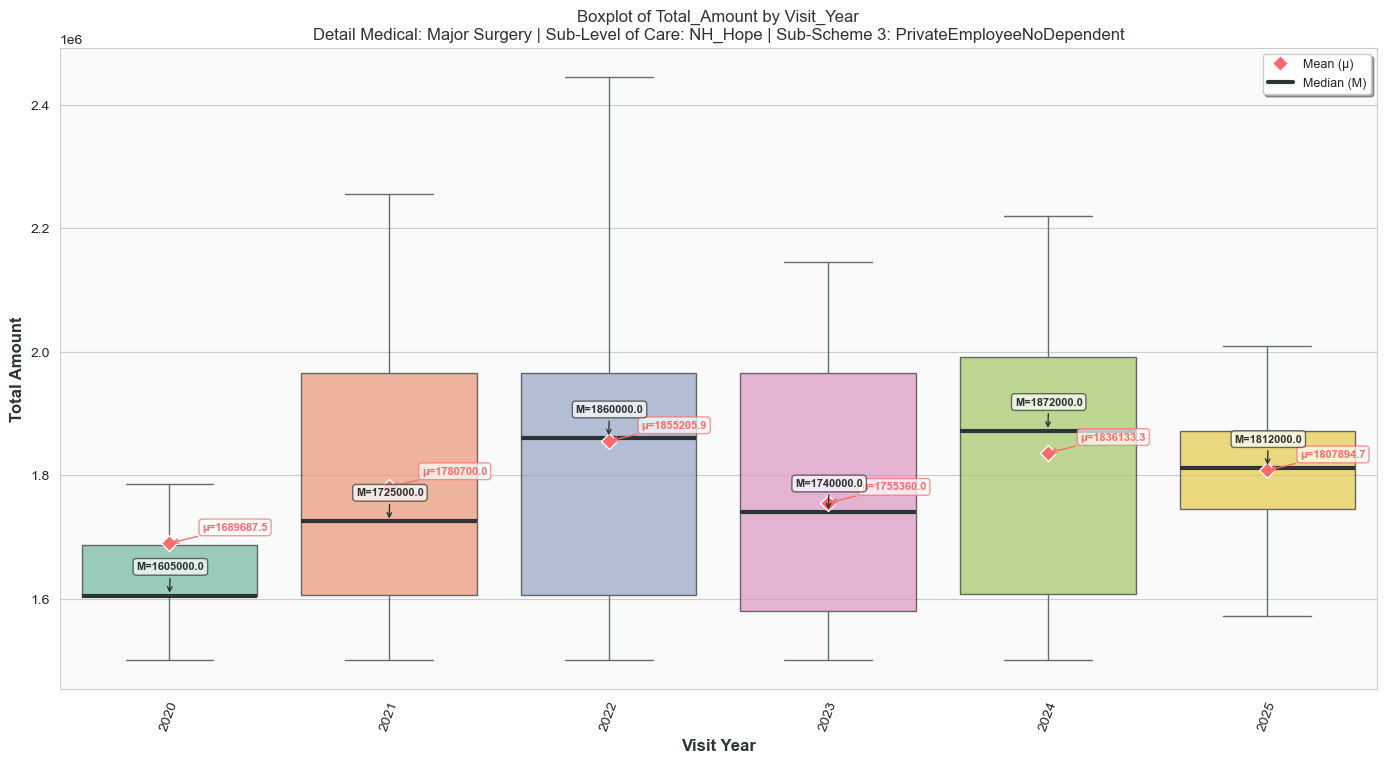 Boxplot of Total_Amount by Visit_Year
Detail Medical: Major Surgery | Sub-Level of Care: NH_Hope | Sub-Scheme 3: PrivateEmployeeNoDependent
1e6
Mean (μ)
Median (M)
2.4
2.2
2.0
1.8
1.6
Total Amount
μ=1689687.5
M=1605000.0
μ=1780700.0
M=1725000.0
M=1860000.0
μ=1855205.9
M=1740000.0
μ=1755360.0
M=1872000.0
μ=1836133.3
M=1812000.0
μ=1807894.7
2020
2021
2022
2023
2024
2025
Visit Year